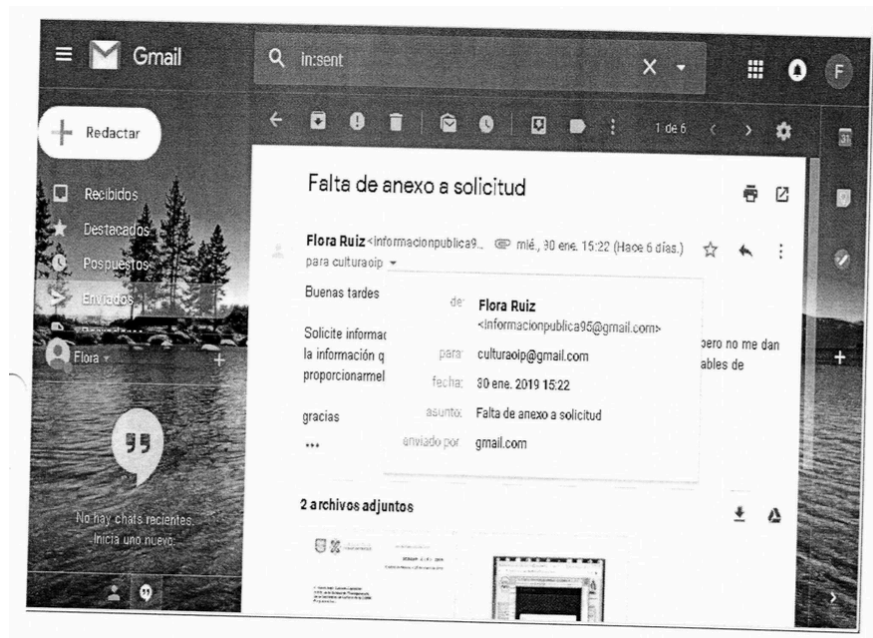 Gmail
in:sent
F
Redactar
1 de 6
31
Recibidos
Destacados
Pospuestos
Enviados
Flora
Falta de anexo a solicitud
Flora Ruiz <Informacionpublica9... mié., 30 ene. 15:22 (Hace 6 días.)
para culturaoip
Buenas tardes
Solicite informac
pero no me dan
la información q
ables de
proporcionarmel
gracias
...
de: Flora Ruiz
<Informacionpublica95@gmail.com>
para: culturaoip@gmail.com
fecha: 30 ene. 2019 15:22
asunto: Falta de anexo a solicitud
enviado por: gmail.com
2 archivos adjuntos
No hay chats recientes.
Inicia uno nuevo.